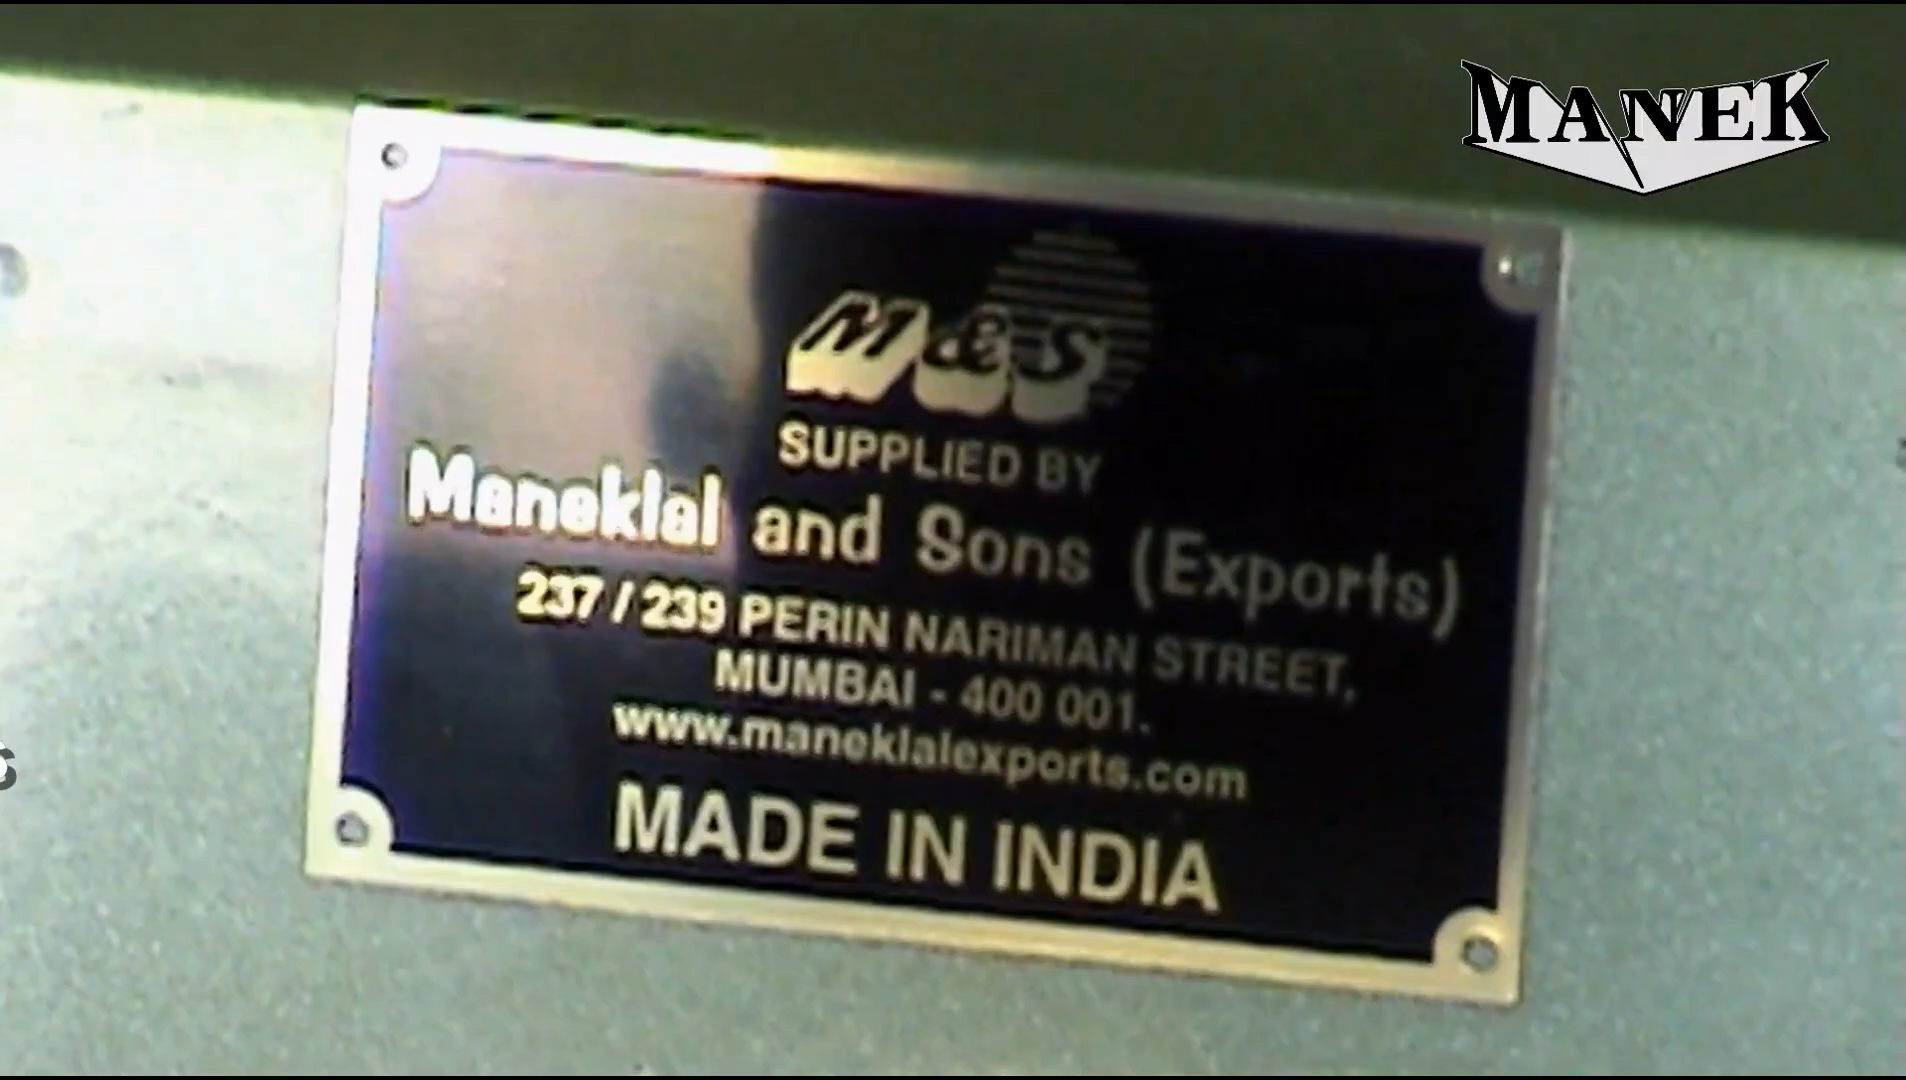 MANEK
M&S
SUPPLIED BY
Maneklal and Sons (Exports)
237 / 239 PERIN NARIMAN STREET,
MUMBAI - 400 001.
www.maneklalexports.com
MADE IN INDIA